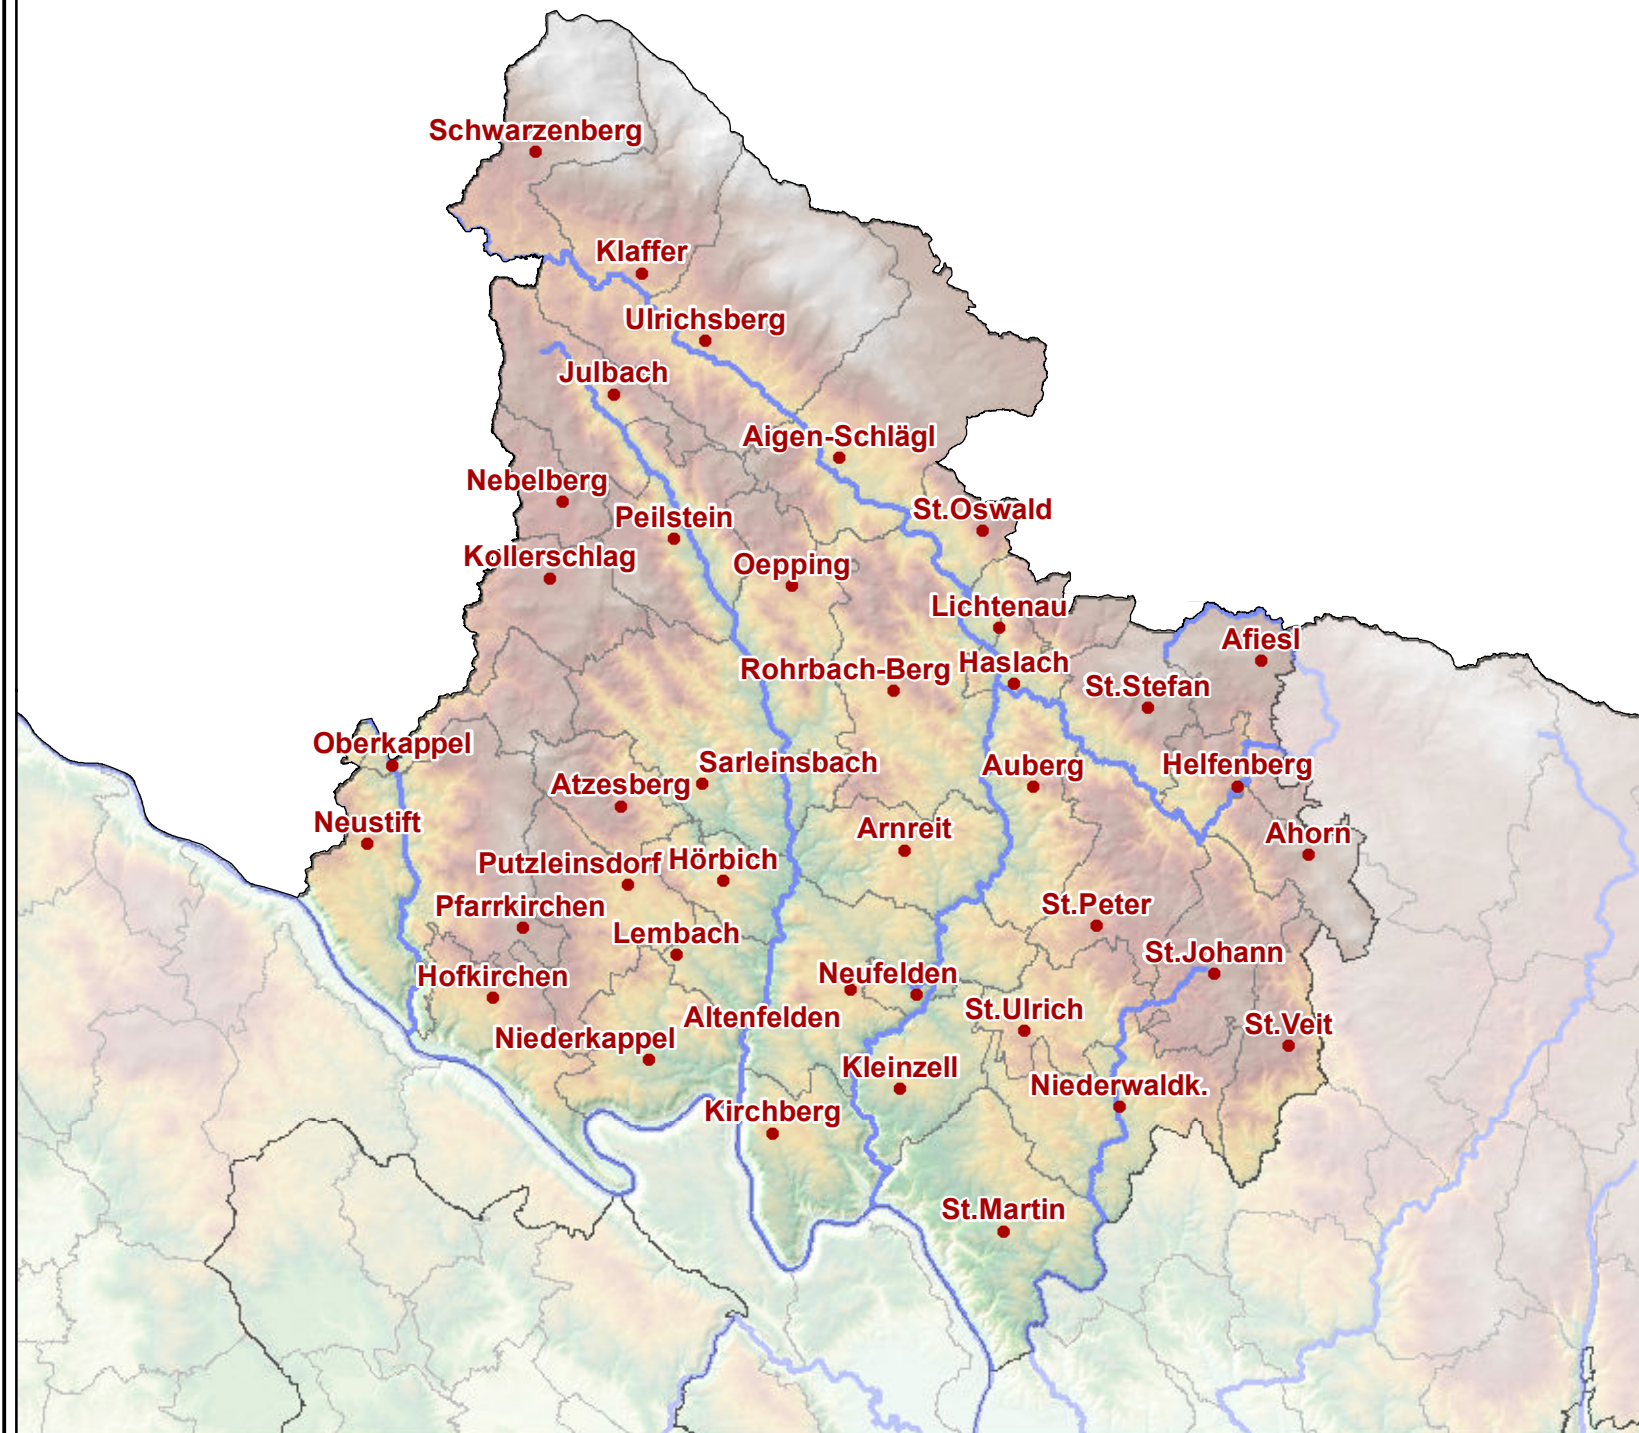 Schwarzenberg
Klaffer
Ulrichsberg
Julbach
Aigen-Schlägl
Nebelberg
St.Oswald
Peilstein
Kollerschlag
Oepping
Lichtenau
Afiesl
Rohrbach-Berg
Haslach
St.Stefan
Oberkappel
Sarleinsbach
Auberg
Helfenberg
Atzesberg
Neustift
Arnreit
Ahorn
Putzleinsdorf
Hörbich
Pfarrkirchen
St.Peter
Lembach
St.Johann
Hofkirchen
Neufelden
St.Ulrich
Altenfelden
St.Veit
Niederkappel
Kleinzell
Niederwaldk.
Kirchberg
St.Martin